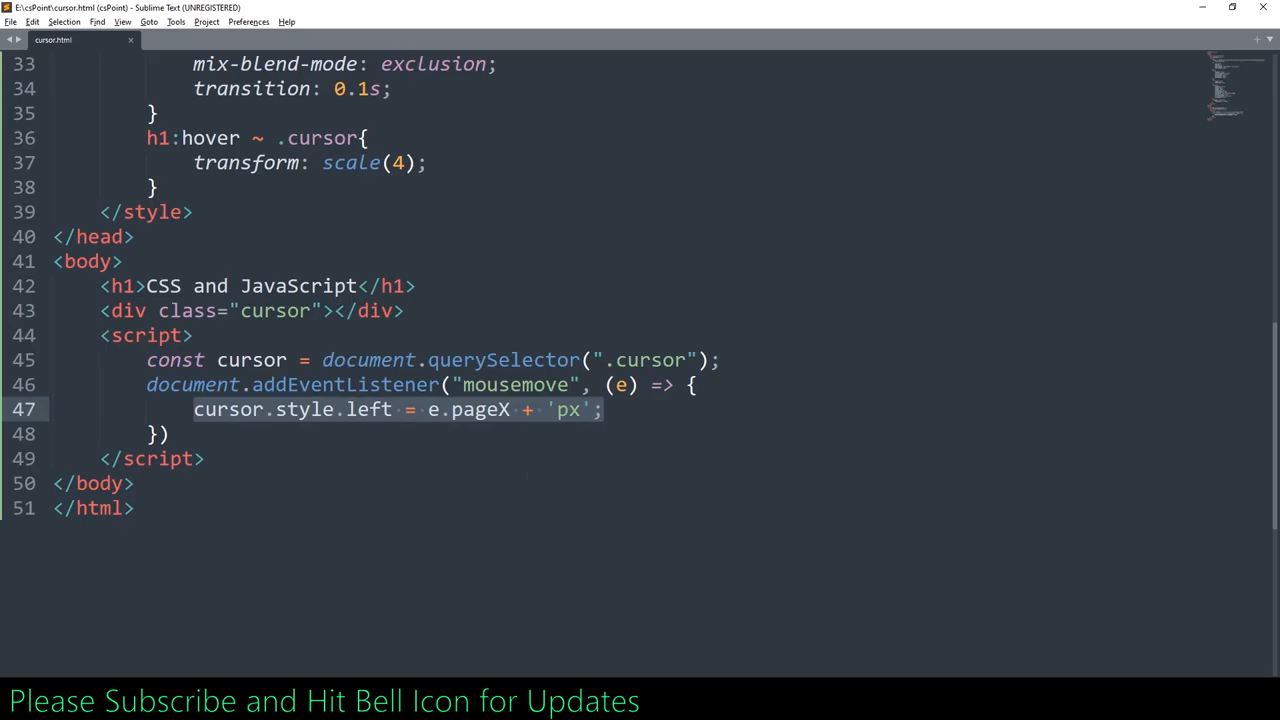 E:\csPoint\cursor.html (csPoint) - Sublime Text (UNREGISTERED)
File Edit Selection Find View Goto Tools Project Preferences Help
cursor.html
33 mix-blend-mode: exclusion;
34 transition: 0.1s;
35 }
36 h1:hover ~ .cursor{
37 transform: scale(4);
38 }
39 </style>
40 </head>
41 <body>
42 <h1>CSS and JavaScript</h1>
43 <div class="cursor"></div>
44 <script>
45 const cursor = document.querySelector(".cursor");
46 document.addEventListener("mousemove", (e) => {
47 cursor.style.left = e.pageX + 'px';
48 })
49 </script>
50 </body>
51 </html>
Please Subscribe and Hit Bell Icon for Updates